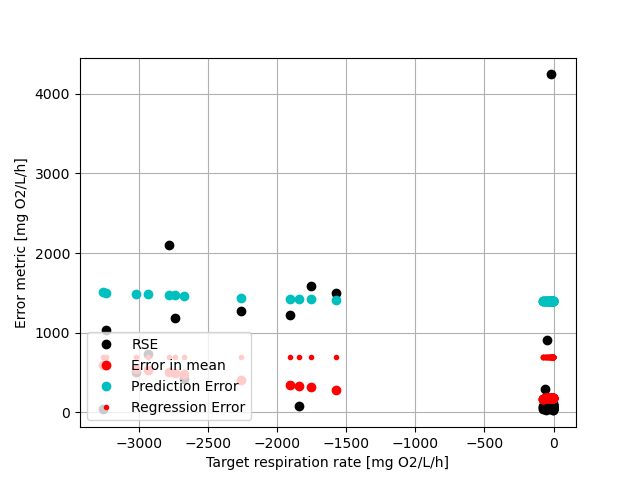 4000
3000
2000
1000
0
Error metric [mg O2/L/h]
RSE
Error in mean
Prediction Error
Regression Error
−3000 −2500 −2000 −1500 −1000 −500 0
Target respiration rate [mg O2/L/h]